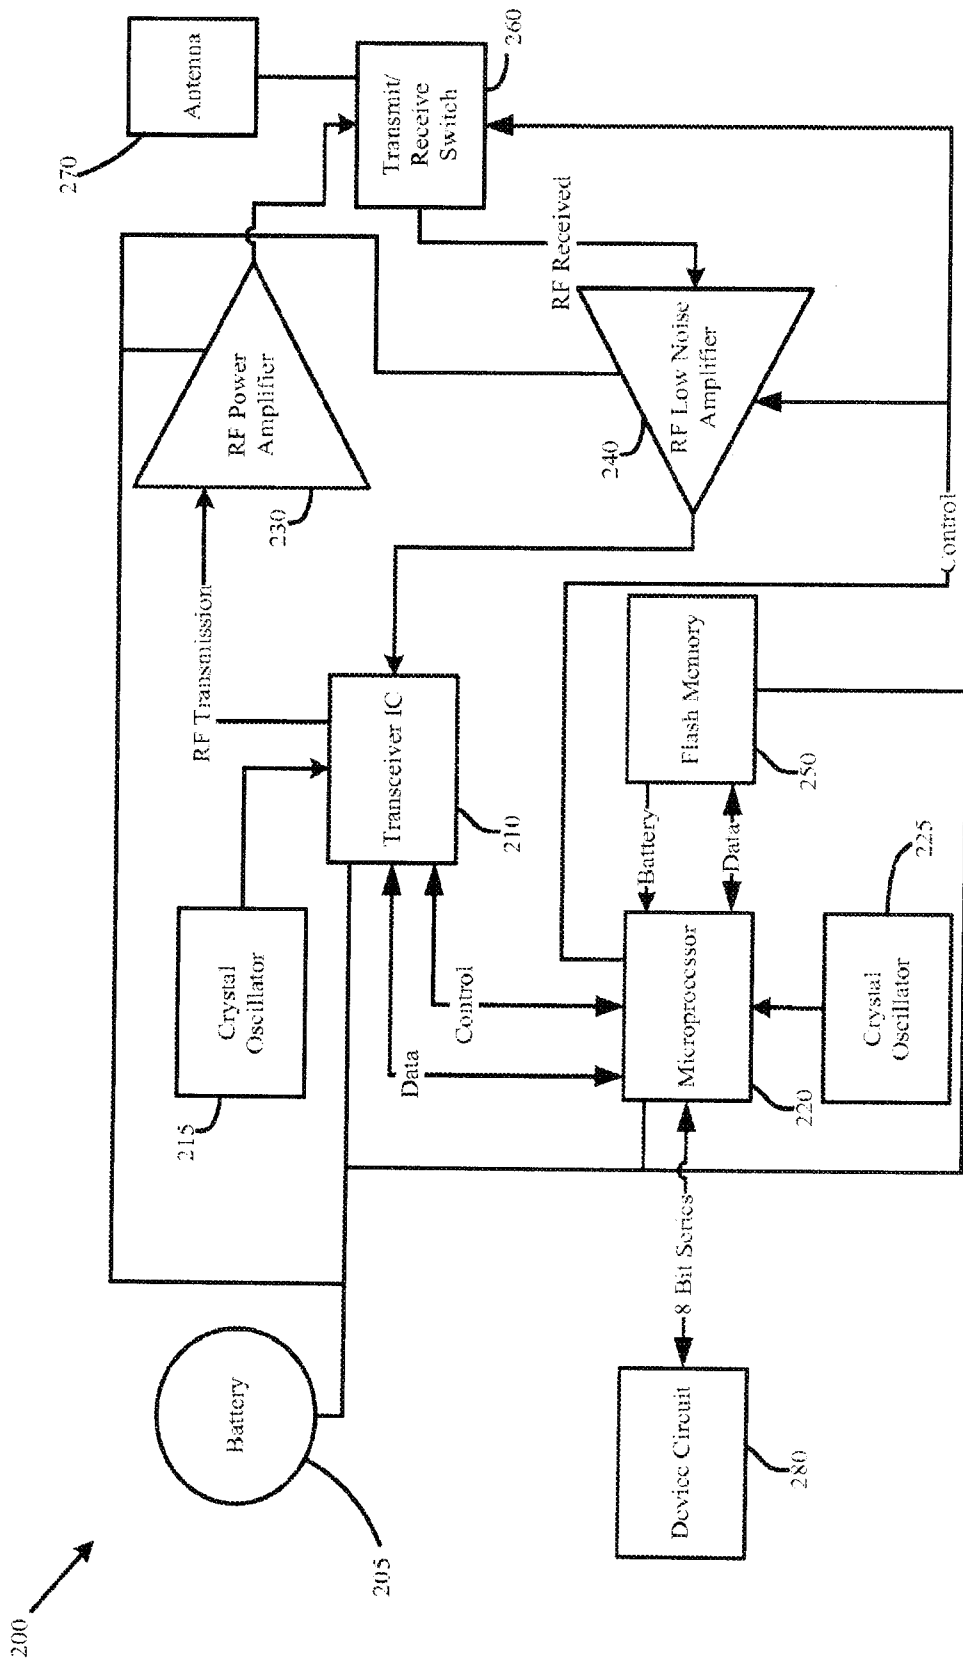 200
Battery
205
Crystal
Oscillator
215
RF Transmission
RF Power
Amplifier
230
Antenna
270
Transmit/
Receive
Switch
260
Transceiver IC
210
Data
Control
RF Received
RF Low Noise
Amplifier
240
Device Circuit
280
8 Bit Series
Microprocessor
220
Battery
Data
Flash Memory
250
Crystal
Oscillator
225
Control